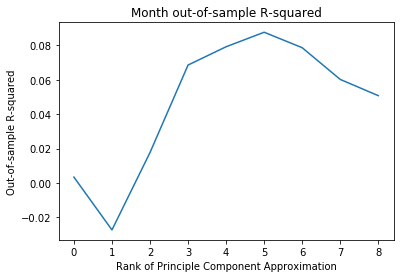 Month out-of-sample R-squared
Out-of-sample R-squared
0.08
0.06
0.04
0.02
0.00
−0.02
0 1 2 3 4 5 6 7 8
Rank of Principle Component Approximation